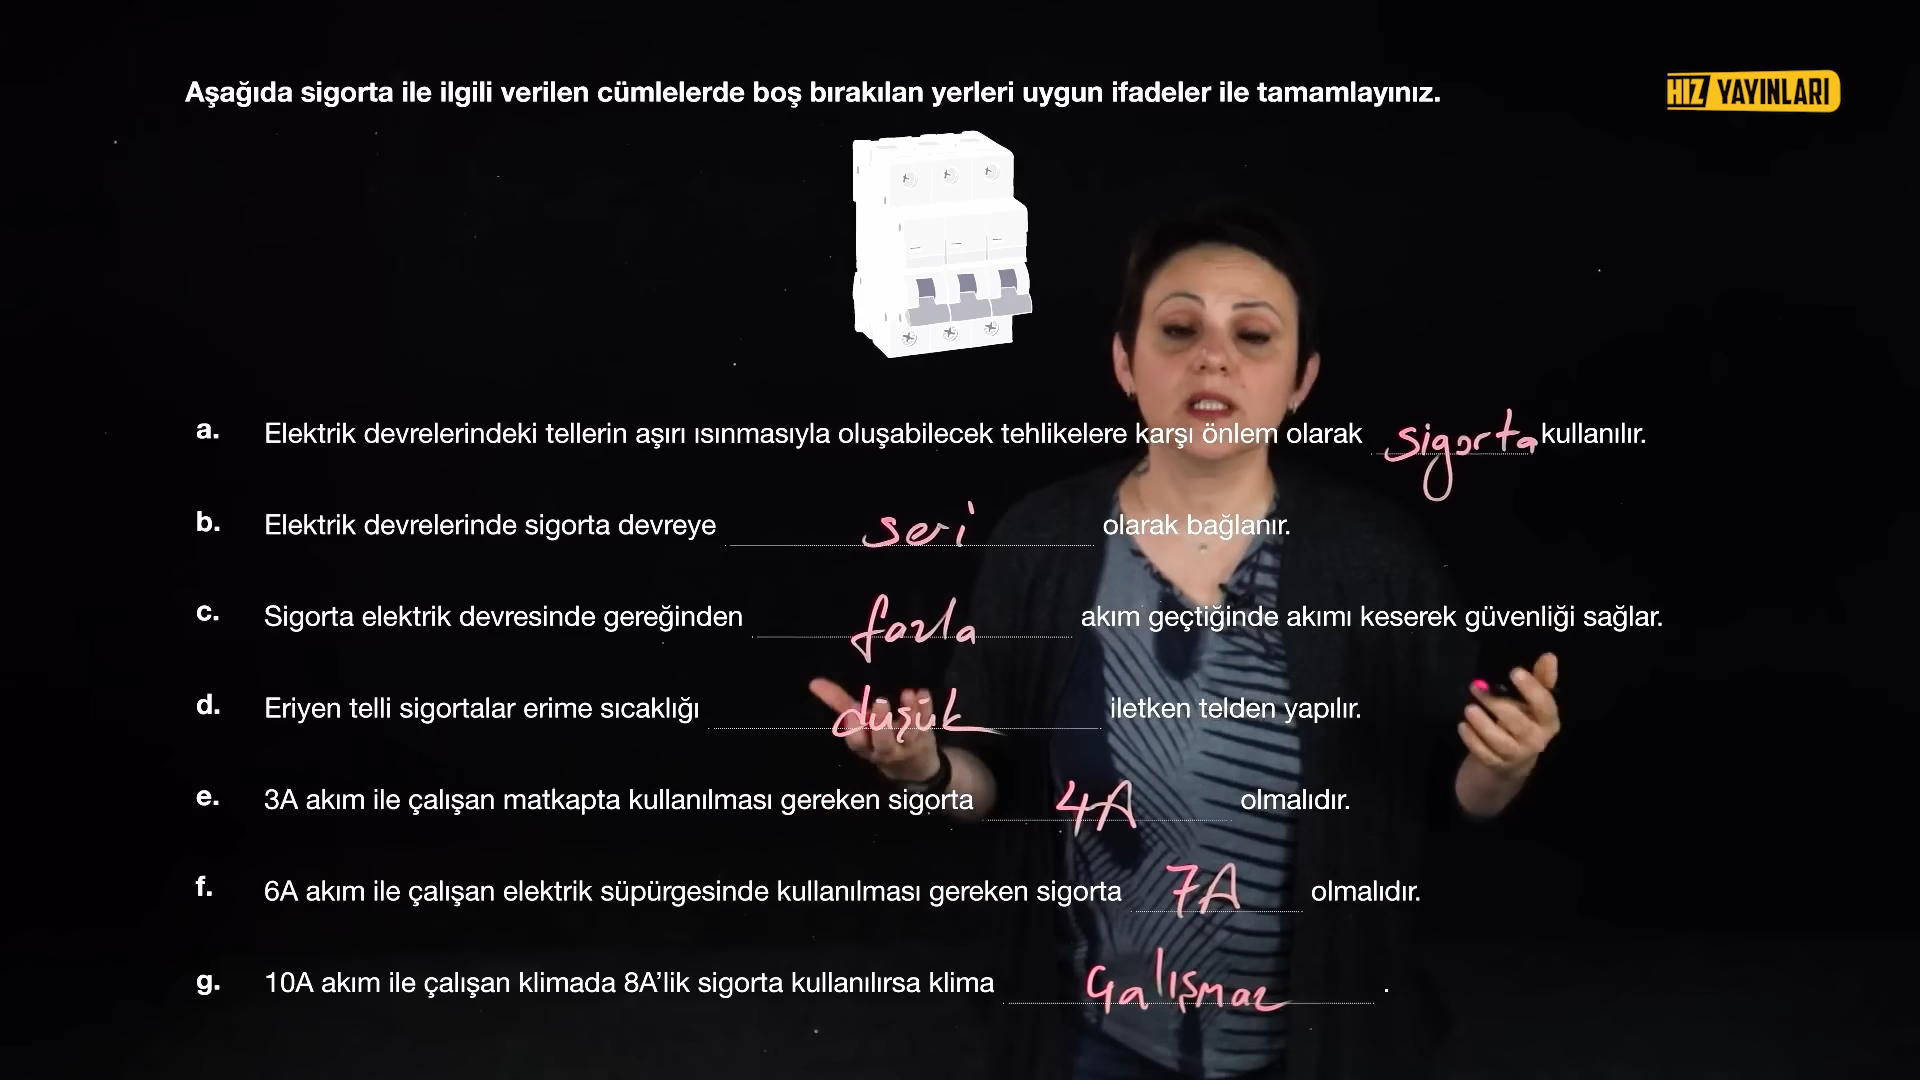 HIZ YAYINLARI
Aşağıda sigorta ile ilgili verilen cümlelerde boş bırakılan yerleri uygun ifadeler ile tamamlayınız.
a. Elektrik devrelerindeki tellerin aşırı ısınmasıyla oluşabilecek tehlikelere karşı önlem olarak sigorta kullanılır.
b. Elektrik devrelerinde sigorta devreye seri olarak bağlanır.
c. Sigorta elektrik devresinde gereğinden fazla akım geçtiğinde akımı keserek güvenliği sağlar.
d. Eriyen telli sigortalar erime sıcaklığı düşük iletken telden yapılır.
e. 3A akım ile çalışan matkapta kullanılması gereken sigorta 4A olmalıdır.
f. 6A akım ile çalışan elektrik süpürgesinde kullanılması gereken sigorta 7A olmalıdır.
g. 10A akım ile çalışan klimada 8A'lik sigorta kullanılırsa klima çalışmaz .